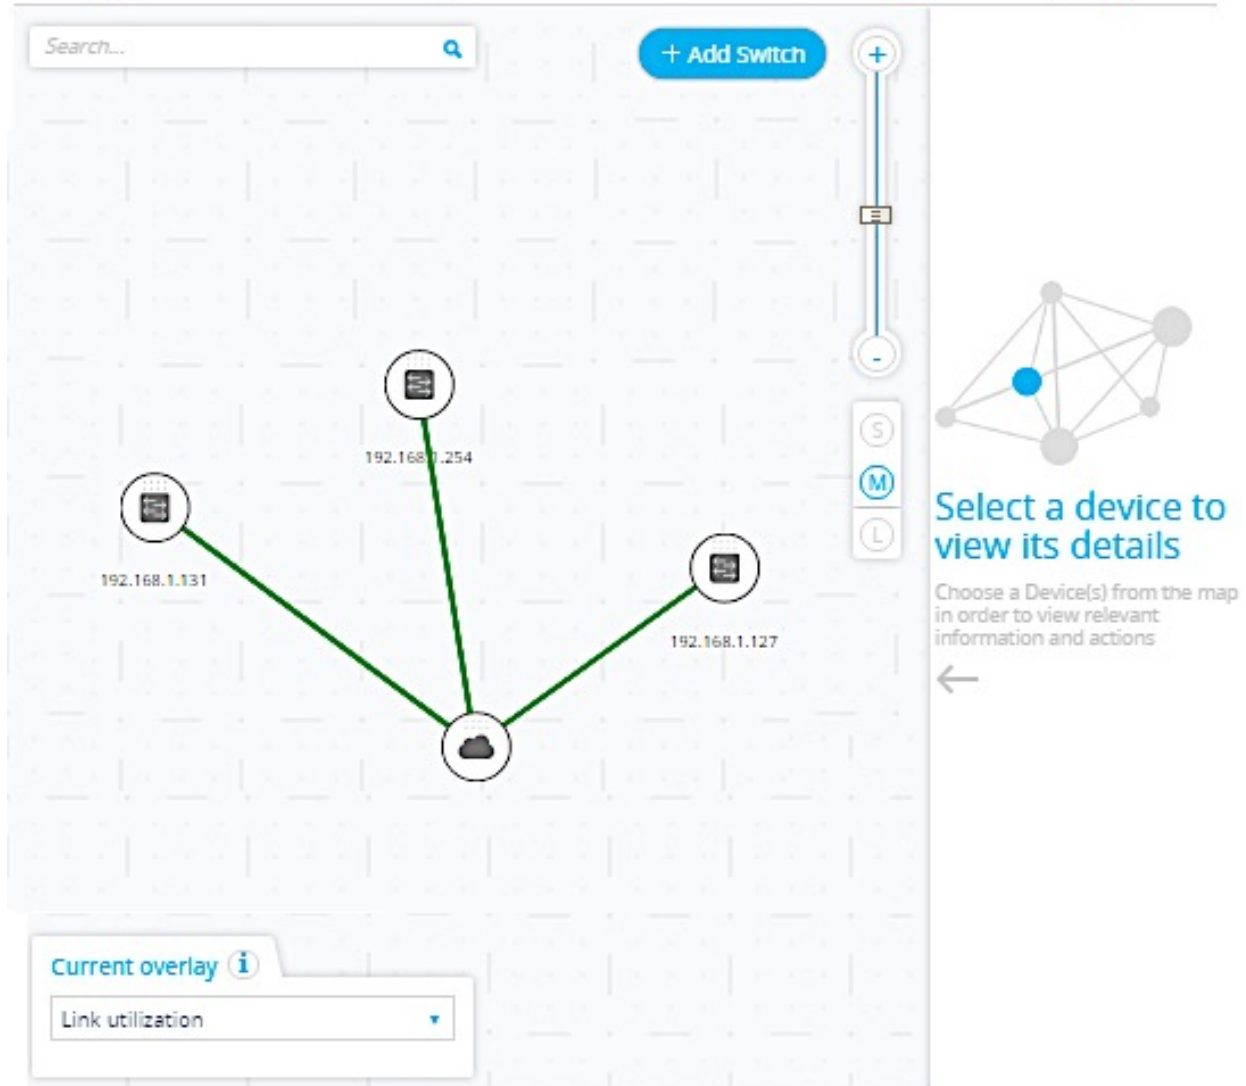 Search...
+ Add Switch
+
-
S
M
L
192.168.1.254
192.168.1.131
192.168.1.127
Select a device to
view its details
Choose a Device(s) from the map
in order to view relevant
information and actions
Current overlay i
Link utilization